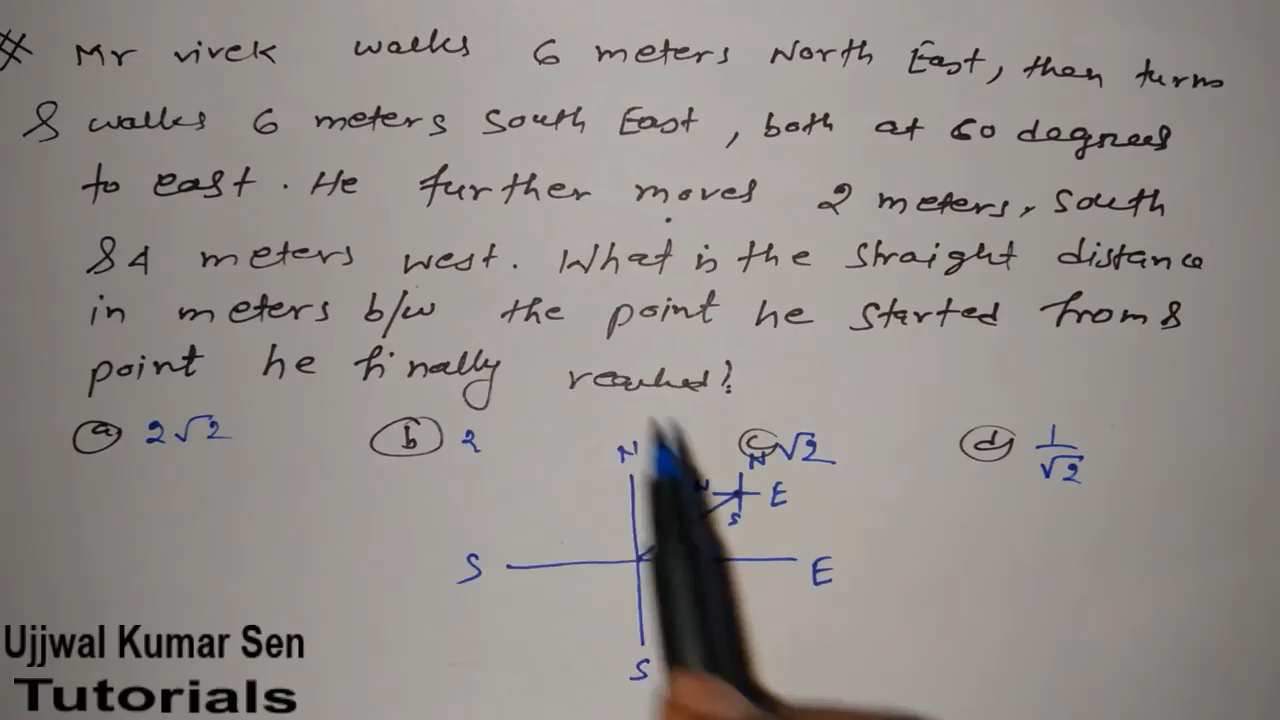 # Mr vivek walks 6 meters North East, then turns
& walks 6 meters South East, both at 60 degrees
to east. He further moves 2 meters, South
& 4 meters west. What is the straight distance
in meters b/w the point he started from &
point he finally reached?
(a) 2√2 (b) 2 (c) √2 (d) 1/√2
N N
W E
S
S E
S
Ujjwal Kumar Sen
Tutorials